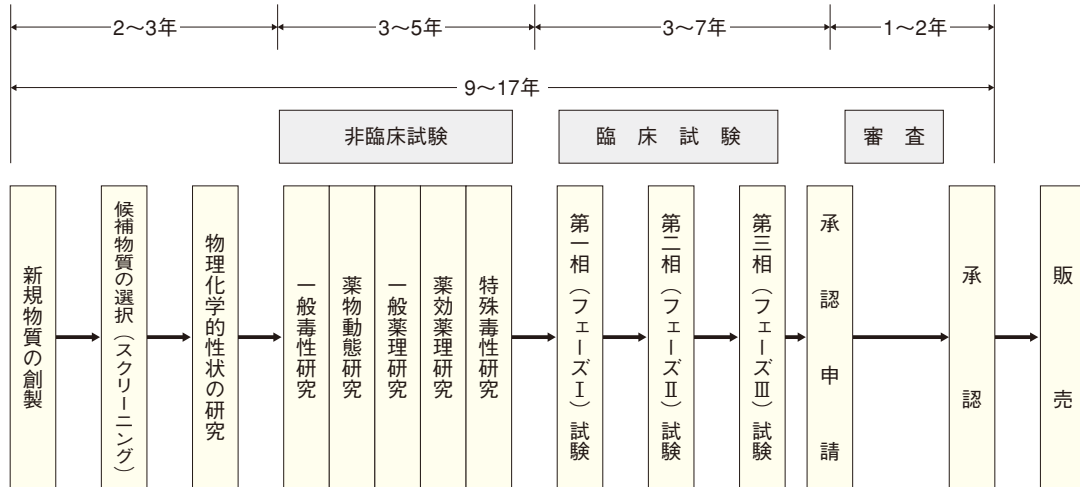 2〜3年
3〜5年
3〜7年
1〜2年
9〜17年
非臨床試験
臨床試験
審査
新規物質の創製
候補物質の選択（スクリーニング）
物理化学的性状の研究
一般毒性研究
薬物動態研究
一般薬理研究
薬効薬理研究
特殊毒性研究
第一相（フェーズⅠ）試験
第二相（フェーズⅡ）試験
第三相（フェーズⅢ）試験
承認申請
承認
販売